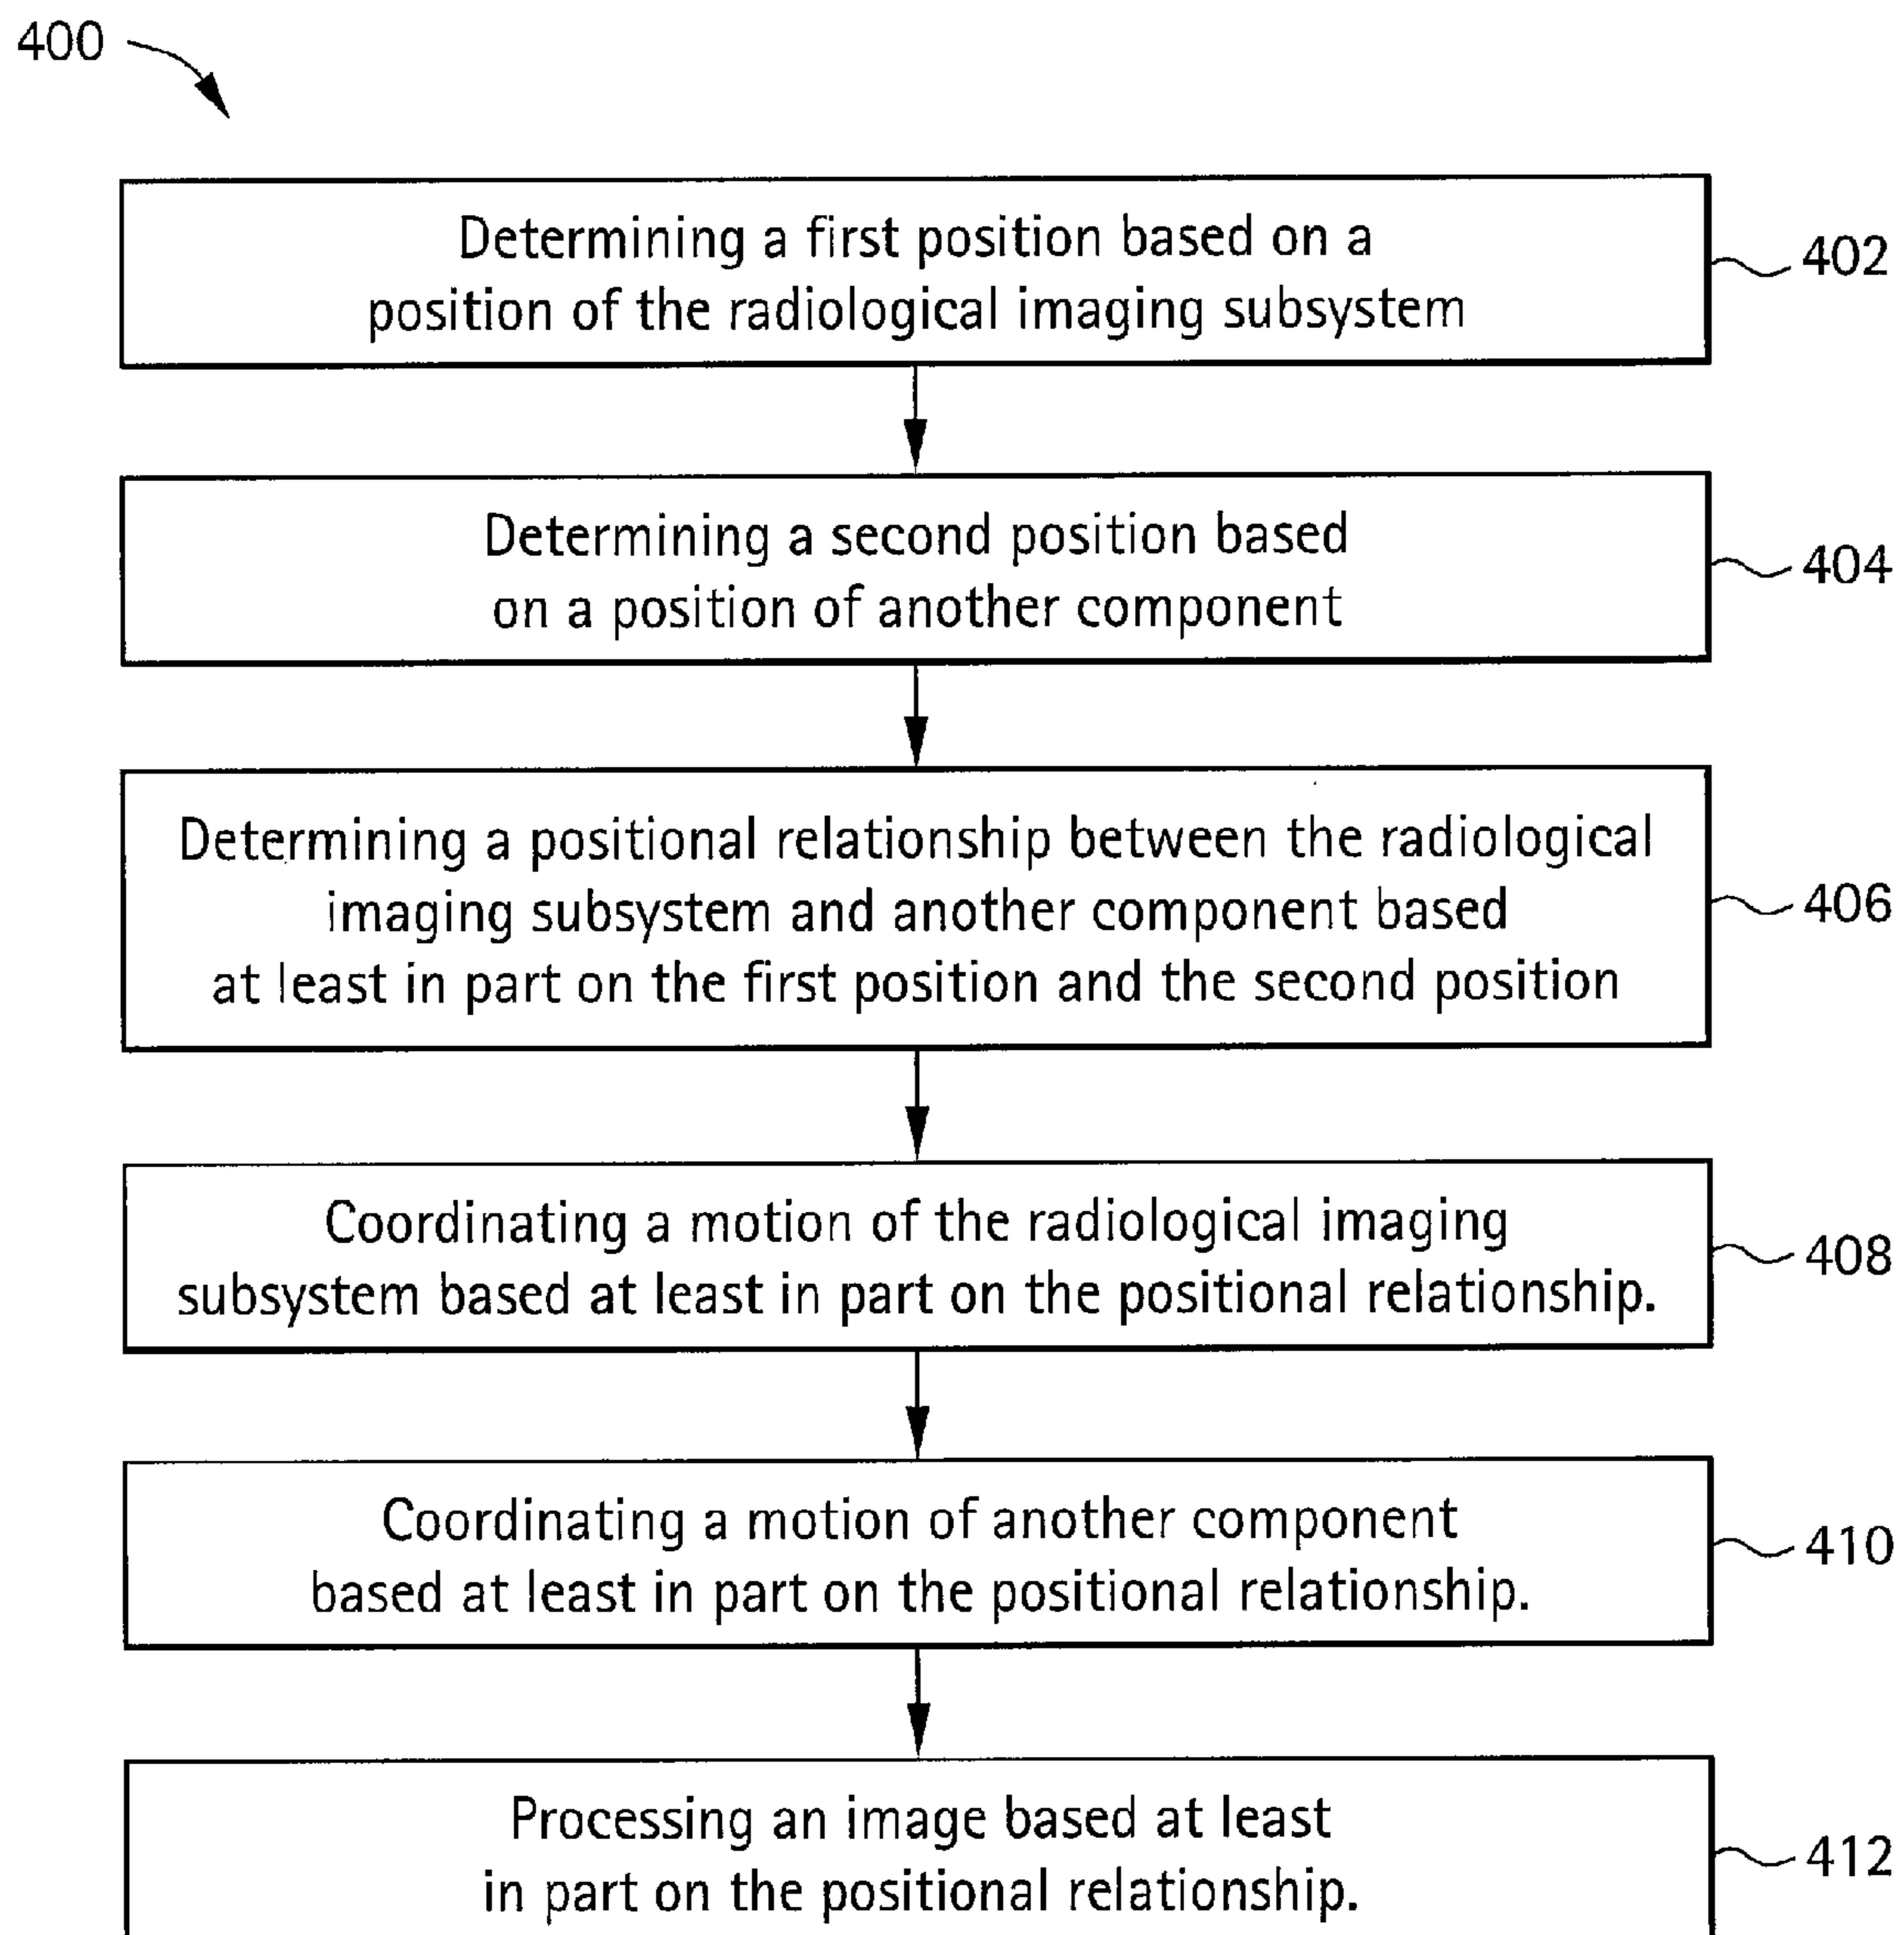 400
Determining a first position based on a
position of the radiological imaging subsystem
402
Determining a second position based
on a position of another component
404
Determining a positional relationship between the radiological
imaging subsystem and another component based
at least in part on the first position and the second position
406
Coordinating a motion of the radiological imaging
subsystem based at least in part on the positional relationship.
408
Coordinating a motion of another component
based at least in part on the positional relationship.
410
Processing an image based at least
in part on the positional relationship.
412